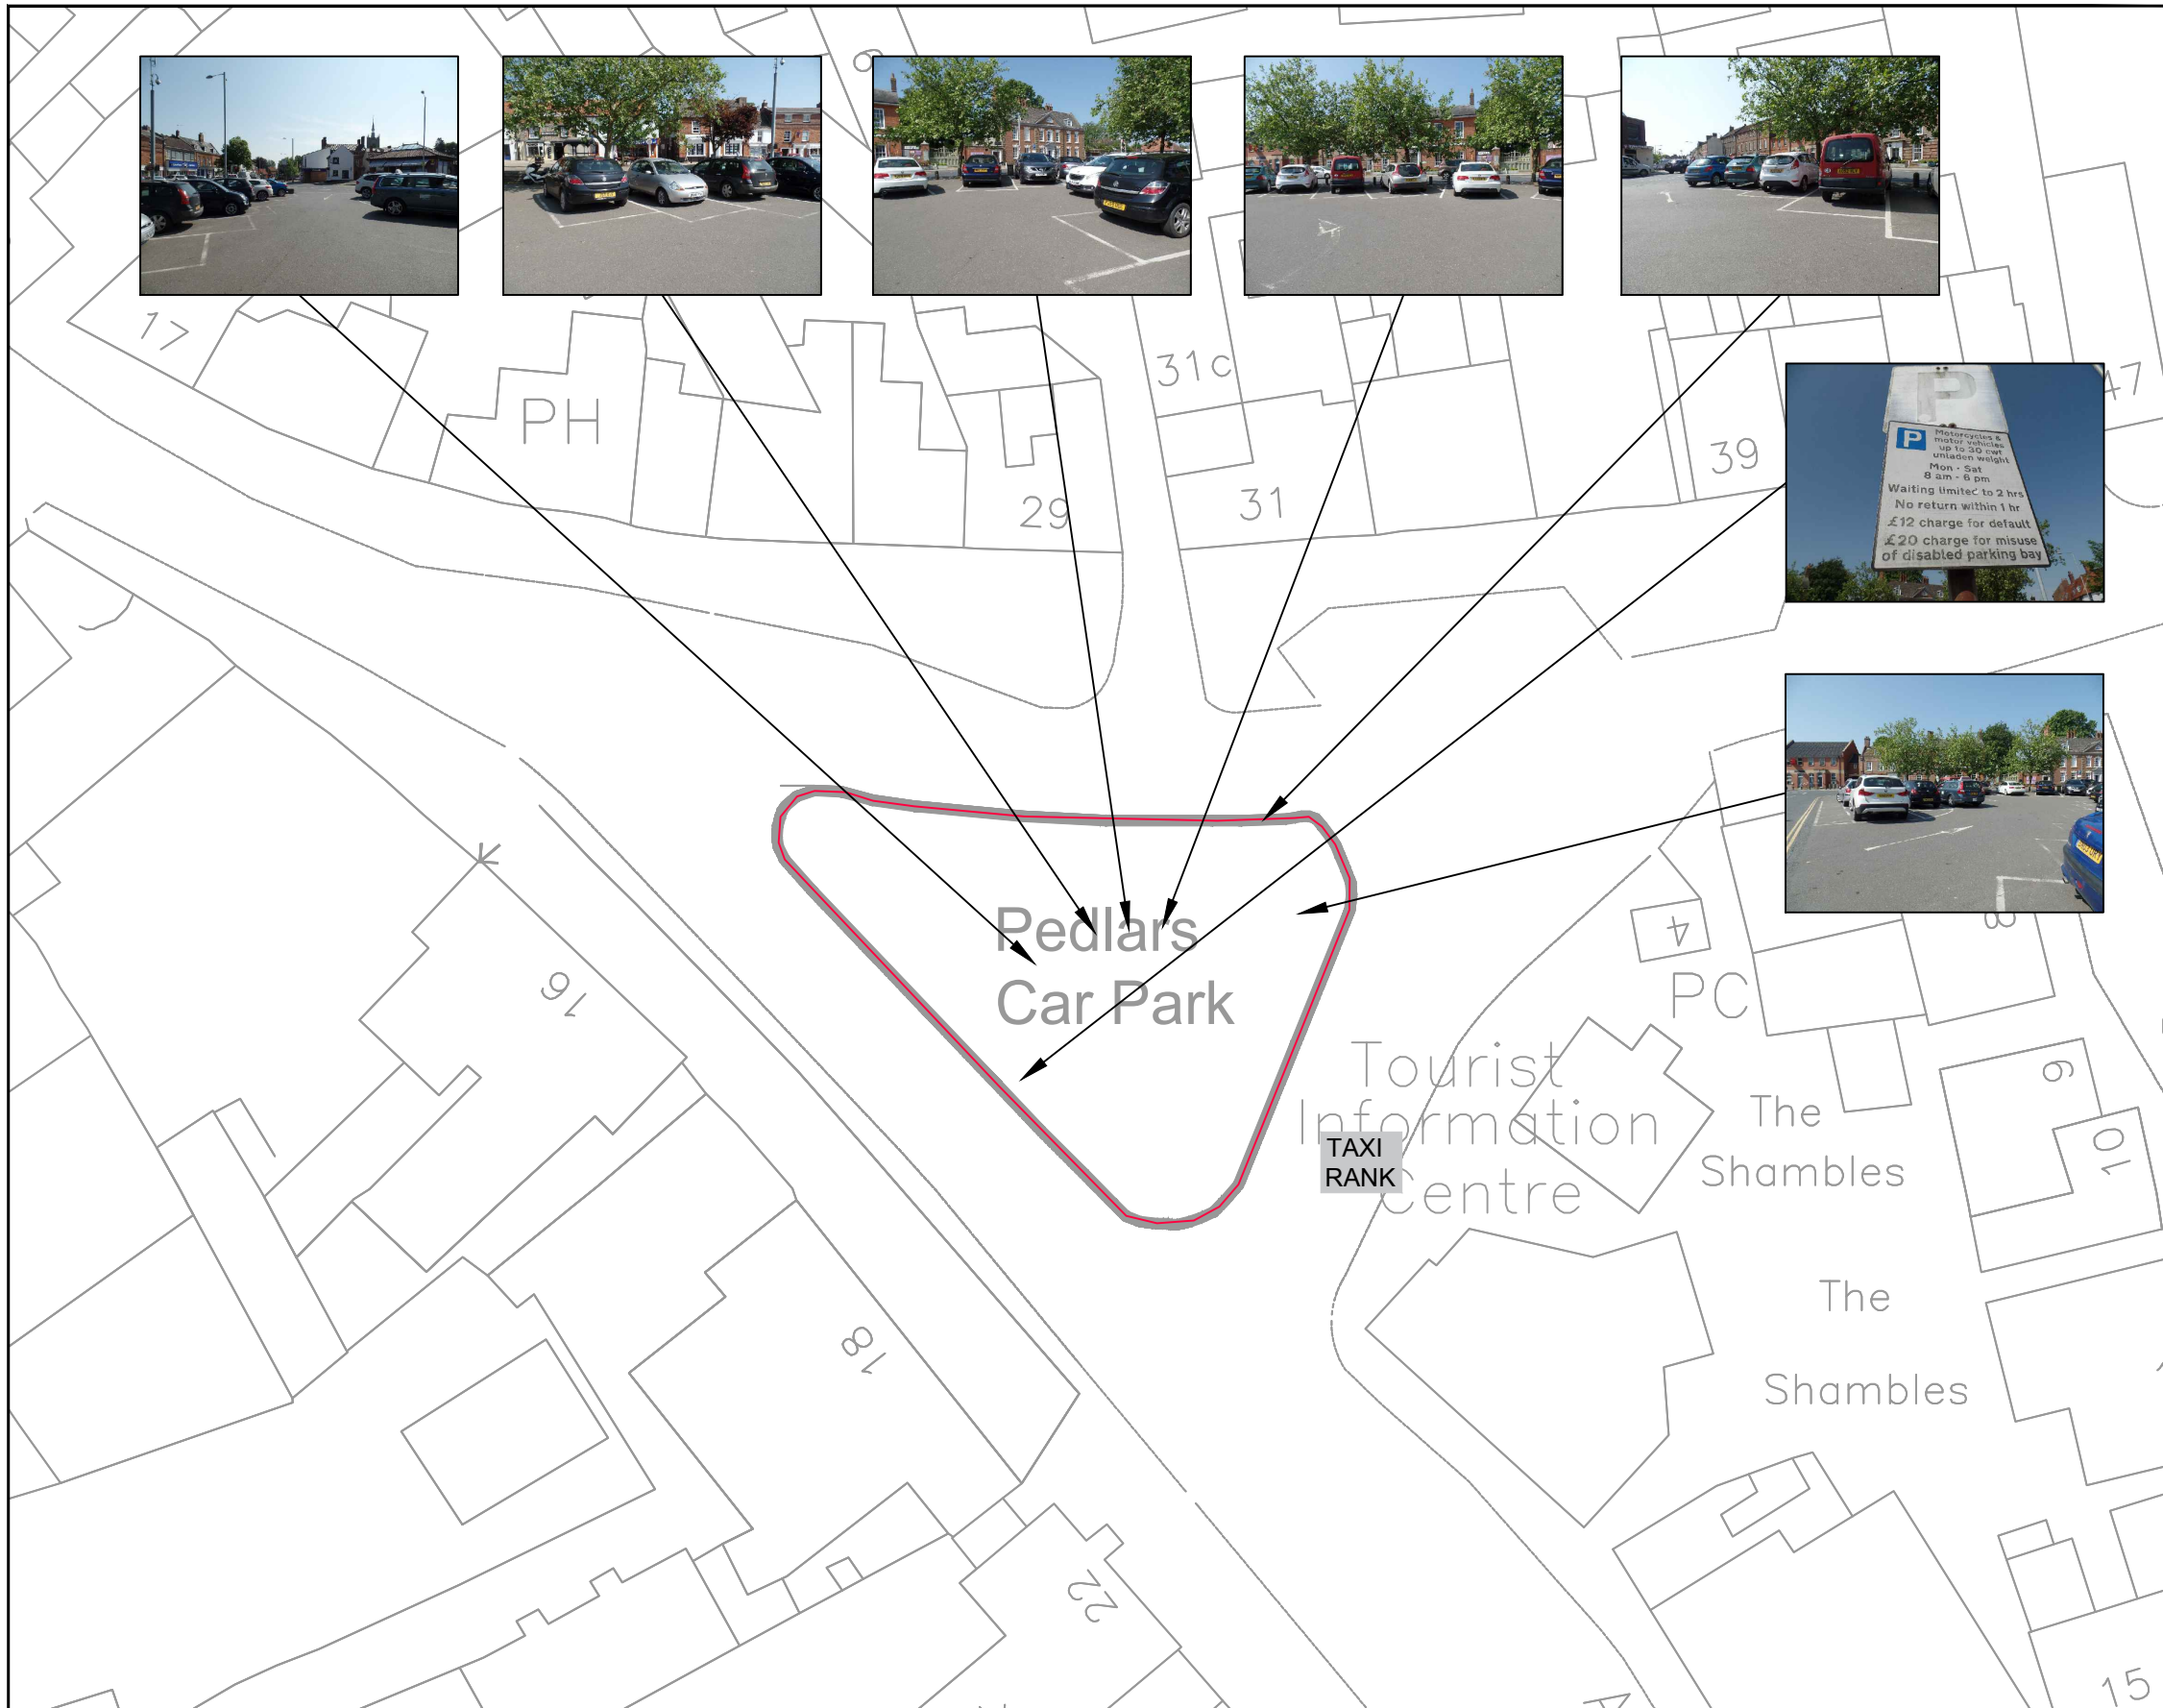 17
PH
29
31c
31
39
47
P
P
Motorcycles &
motor vehicles
up to 30 cwt
unladen weight
Mon - Sat
8 am - 6 pm
Waiting limited to 2 hrs
No return within 1 hr
£12 charge for default
£20 charge for misuse
of disabled parking bay
Pedlars
Car Park
16
4
PC
8
Tourist
Information
Centre
TAXI
RANK
The
Shambles
9
10
The
Shambles
18
22
15